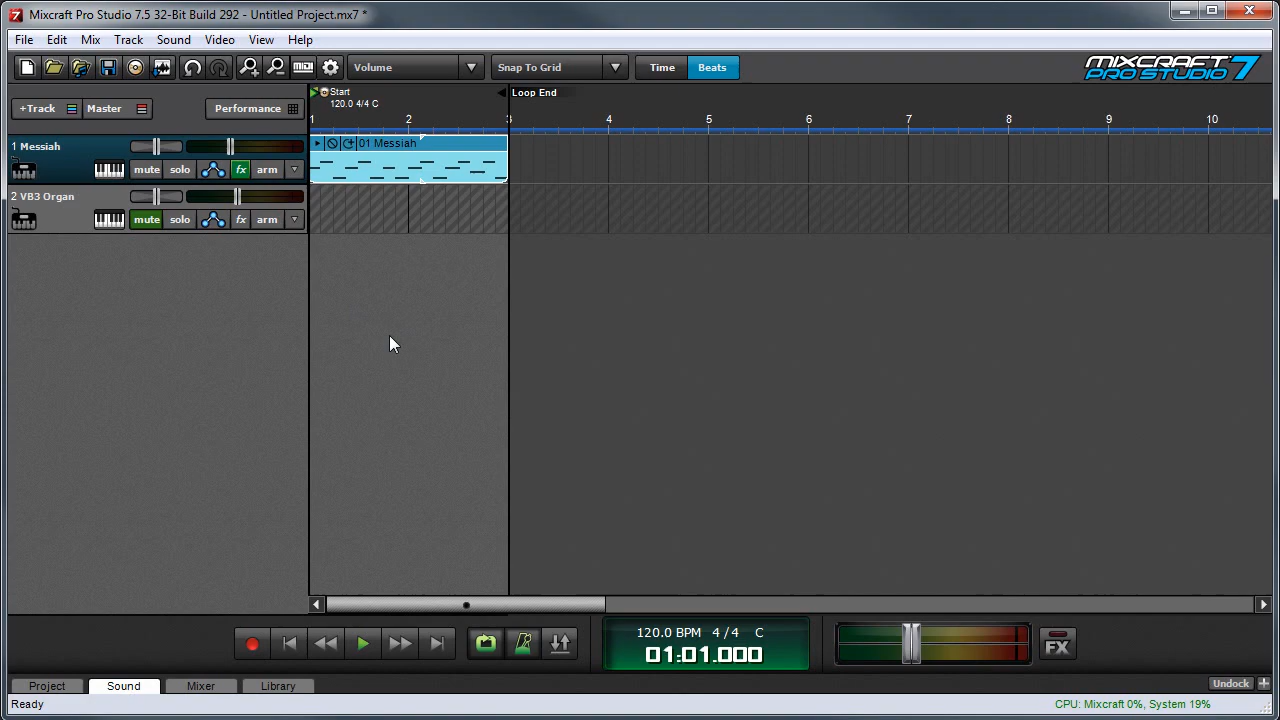 Mixcraft Pro Studio 7.5 32-Bit Build 292 - Untitled Project.mx7 *
File Edit Mix Track Sound Video View Help
Volume Snap To Grid Time Beats MIXCRAFT PRO STUDIO 7
+Track Master Performance
Start Loop End
120.0 4/4 C
1 2 3 4 5 6 7 8 9 10
1 Messiah 01 Messiah
mute solo fx arm
2 VB3 Organ
mute solo fx arm
120.0 BPM 4 / 4 C
01:01.000 FX
Project Sound Mixer Library Undock
Ready CPU: Mixcraft 0%, System 19%